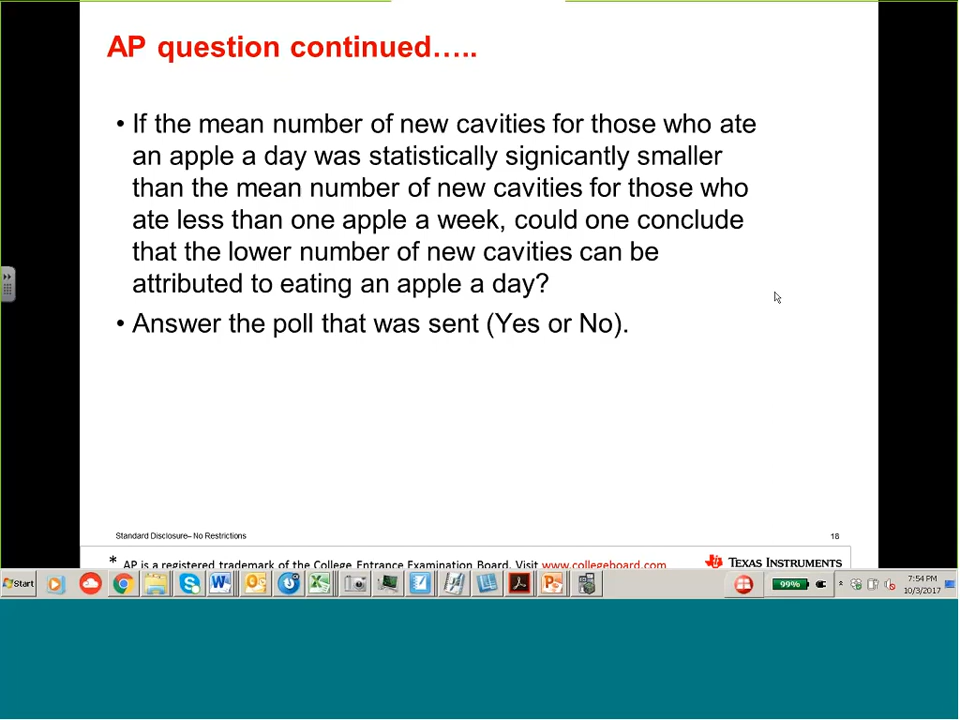 AP question continued…..
• If the mean number of new cavities for those who ate
an apple a day was statistically signicantly smaller
than the mean number of new cavities for those who
ate less than one apple a week, could one conclude
that the lower number of new cavities can be
attributed to eating an apple a day?
• Answer the poll that was sent (Yes or No).
Standard Disclosure– No Restrictions
18
* AP is a registered trademark of the College Entrance Examination Board. Visit www.collegeboard.com
TEXAS INSTRUMENTS
Start
99%
7:54 PM
10/3/2017